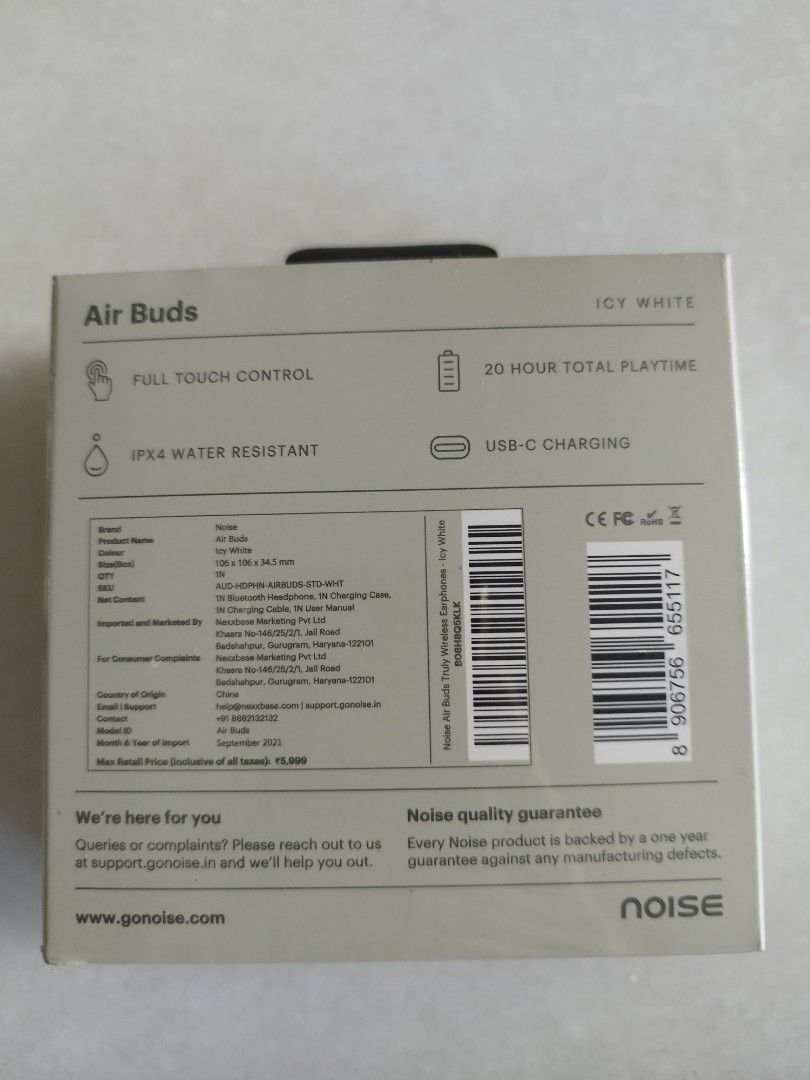 Air Buds
ICY WHITE
FULL TOUCH CONTROL
20 HOUR TOTAL PLAYTIME
IPX4 WATER RESISTANT
USB-C CHARGING
Brand Noise
Product Name Air Buds
Colour Icy White
Size(Box) 106 x 106 x 34.5 mm
QTY 1N
SKU AUD-HDPHN-AIRBUDS-STD-WHT
Net Content 1N Bluetooth Headphone, 1N Charging Case,
1N Charging Cable, 1N User Manual
Imported and Marketed By Nexxbase Marketing Pvt Ltd
Khasra No-146/25/2/1, Jail Road
Badshahpur, Gurugram, Haryana-122101
For Consumer Complaints Nexxbase Marketing Pvt Ltd
Khasra No-146/25/2/1, Jail Road
Badshahpur, Gurugram, Haryana-122101
Country of Origin China
Email | Support help@nexxbase.com | support.gonoise.in
Contact +91 8882132132
Model ID Air Buds
Month & Year of Import September 2021
Max Retail Price (inclusive of all taxes): ₹5,999
Noise Air Buds Truly Wireless Earphones - Icy White
B08H8Q5KLK
CE FC RoHS
8 906756 655117
We're here for you
Queries or complaints? Please reach out to us
at support.gonoise.in and we'll help you out.
Noise quality guarantee
Every Noise product is backed by a one year
guarantee against any manufacturing defects.
www.gonoise.com
NOISE